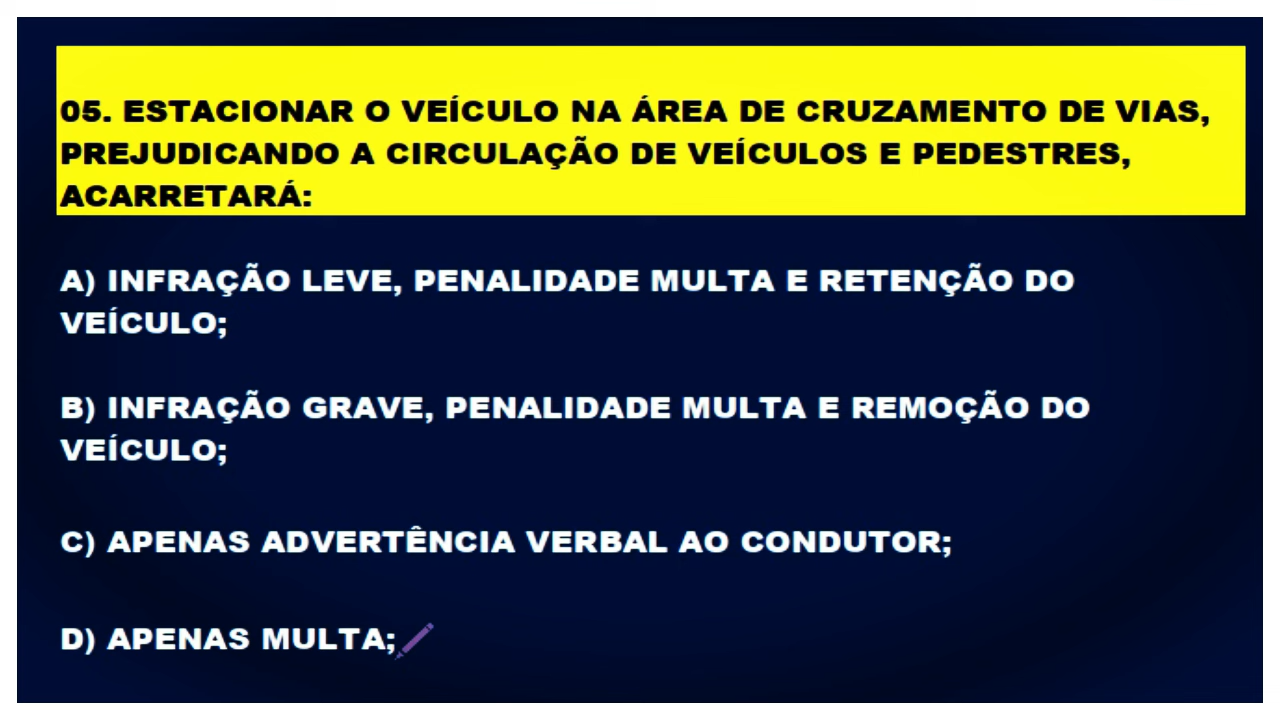 05. ESTACIONAR O VEÍCULO NA ÁREA DE CRUZAMENTO DE VIAS,
PREJUDICANDO A CIRCULAÇÃO DE VEÍCULOS E PEDESTRES,
ACARRETARÁ:
A) INFRAÇÃO LEVE, PENALIDADE MULTA E RETENÇÃO DO
VEÍCULO;
B) INFRAÇÃO GRAVE, PENALIDADE MULTA E REMOÇÃO DO
VEÍCULO;
C) APENAS ADVERTÊNCIA VERBAL AO CONDUTOR;
D) APENAS MULTA;